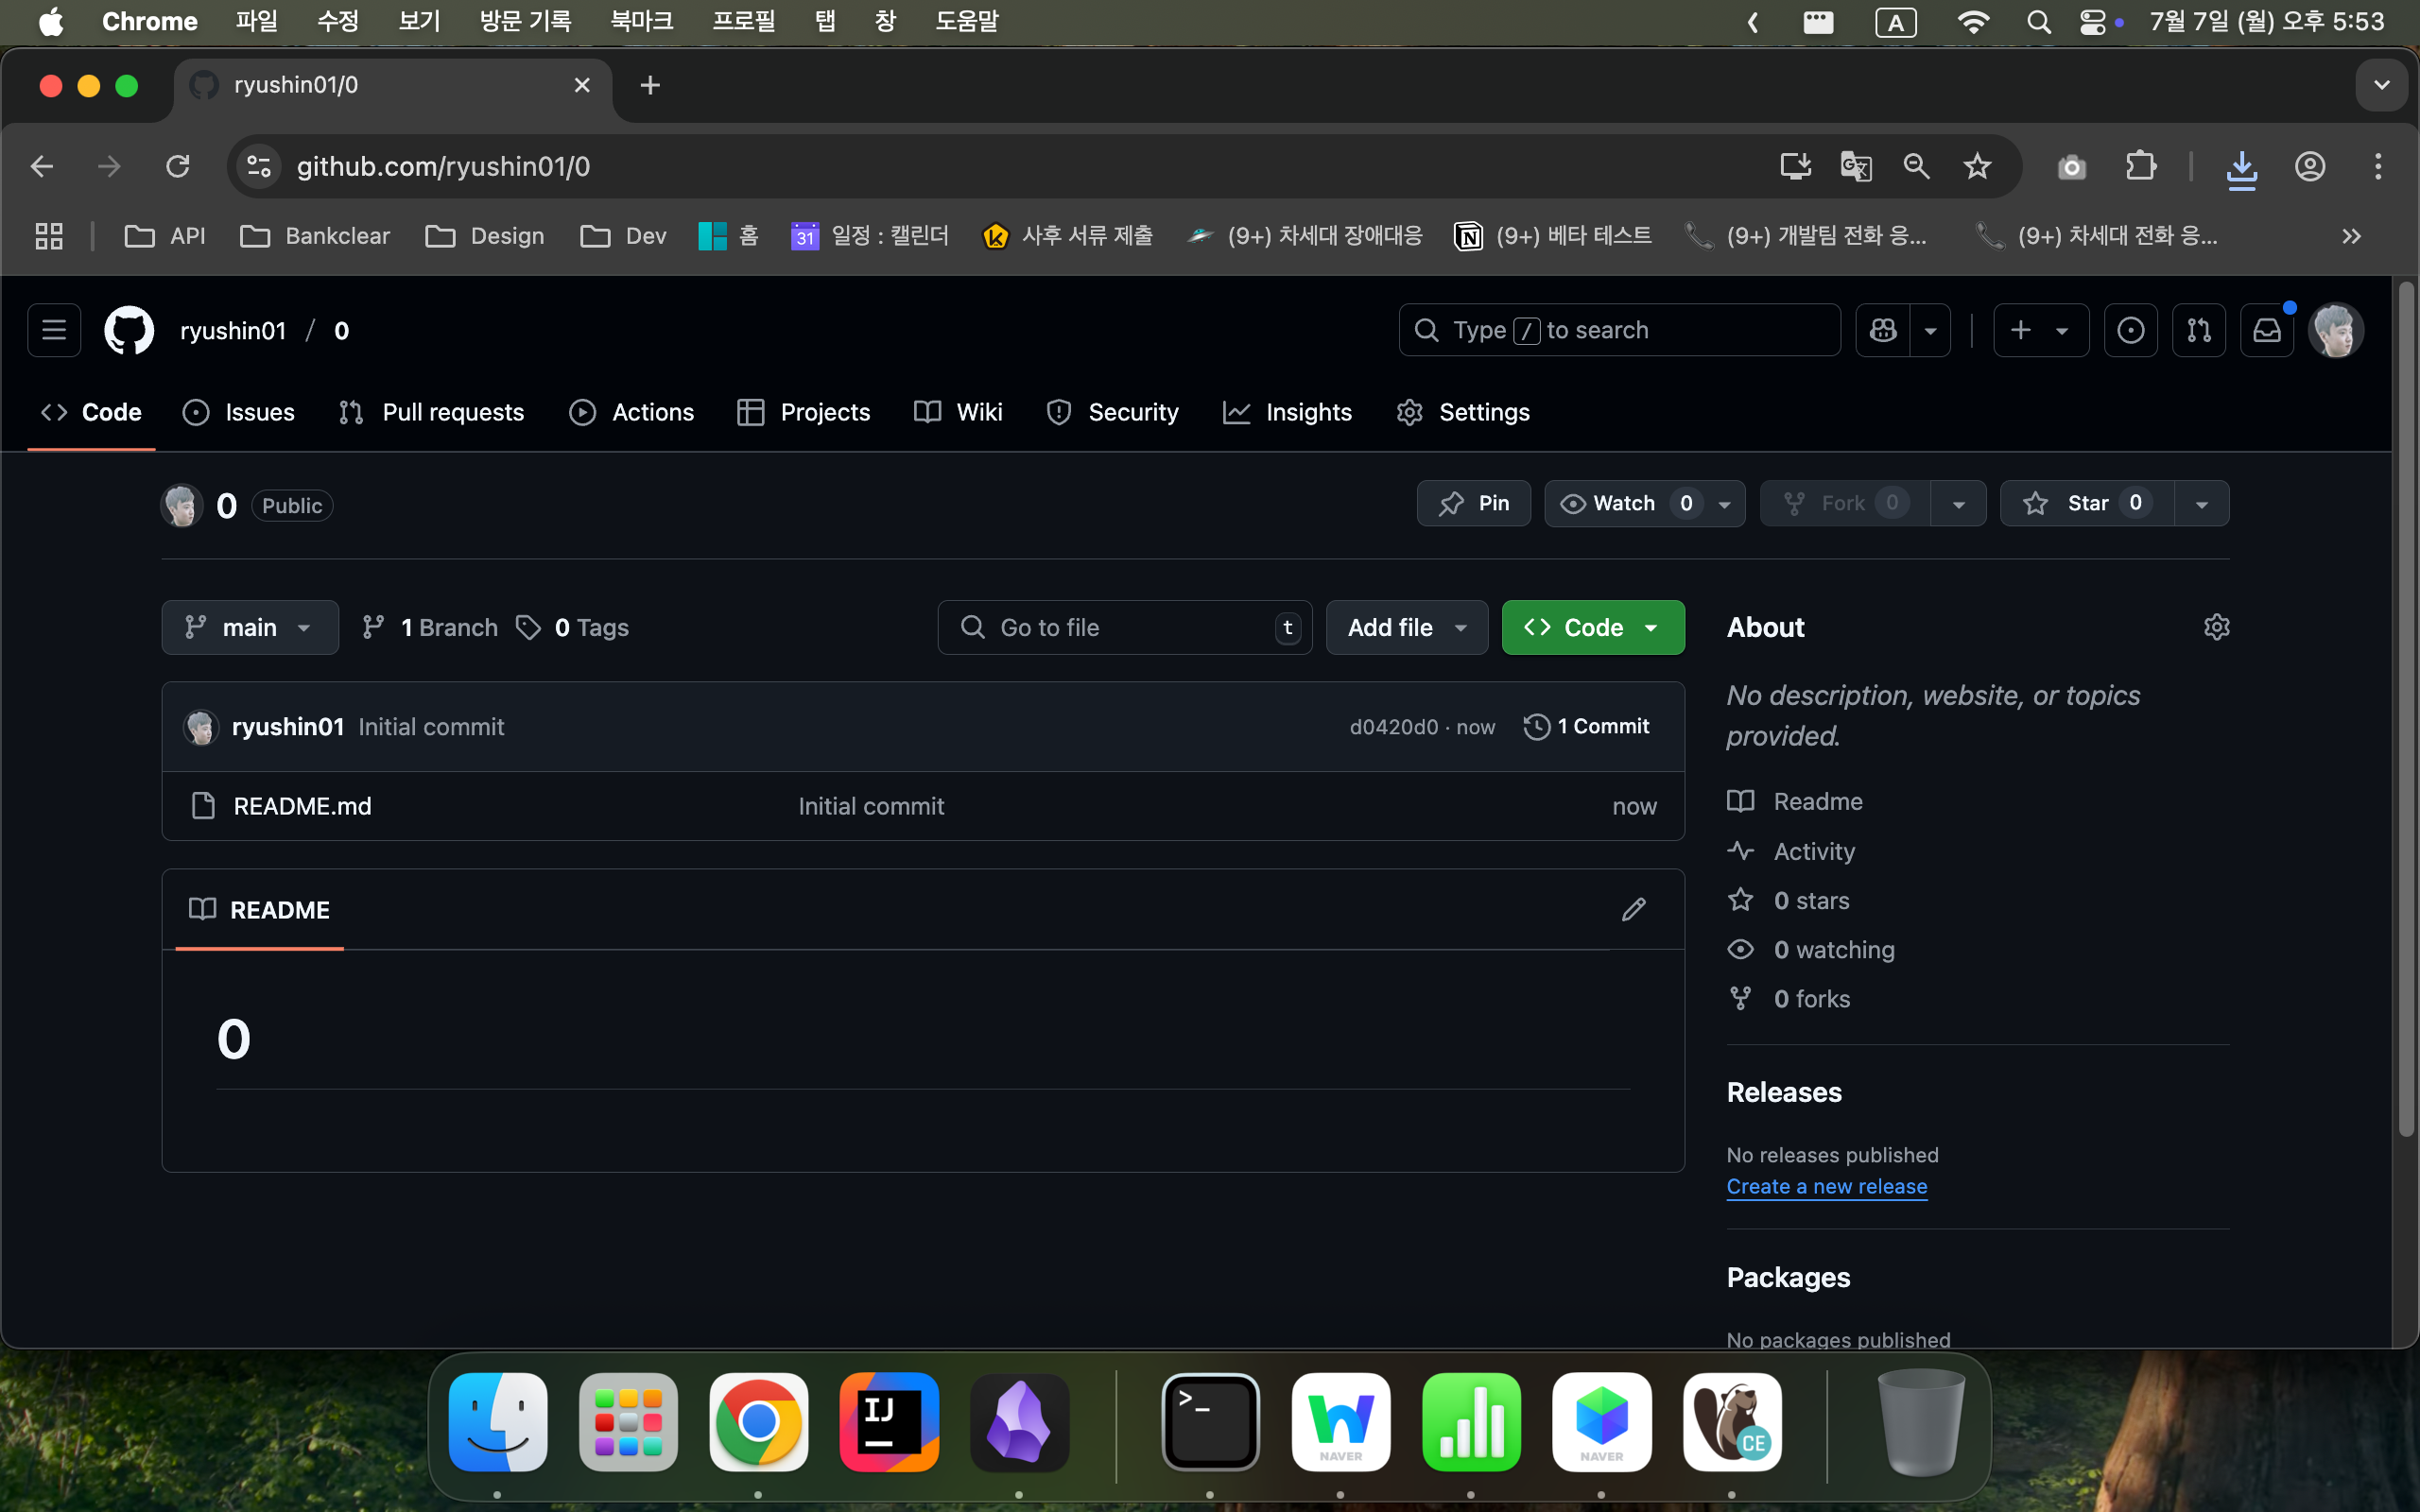 Chrome 파일 수정 보기 방문 기록 북마크 프로필 탭 창 도움말 A 7월 7일 (월) 오후 5:53
ryushin01/0
github.com/ryushin01/0
API Bankclear Design Dev 홈 31 일정 : 캘린더 사후 서류 제출 (9+) 차세대 장애대응 (9+) 베타 테스트 (9+) 개발팀 전화 응... (9+) 차세대 전화 응...
ryushin01 / 0 Type / to search
Code Issues Pull requests Actions Projects Wiki Security Insights Settings
0 Public Pin Watch 0 Fork 0 Star 0
main 1 Branch 0 Tags Go to file t Add file Code
ryushin01 Initial commit d0420d0 · now 1 Commit
README.md Initial commit now
README
0
About
No description, website, or topics
provided.
Readme
Activity
0 stars
0 watching
0 forks
Releases
No releases published
Create a new release
Packages
No packages published
IJ >_ NAVER NAVER CE